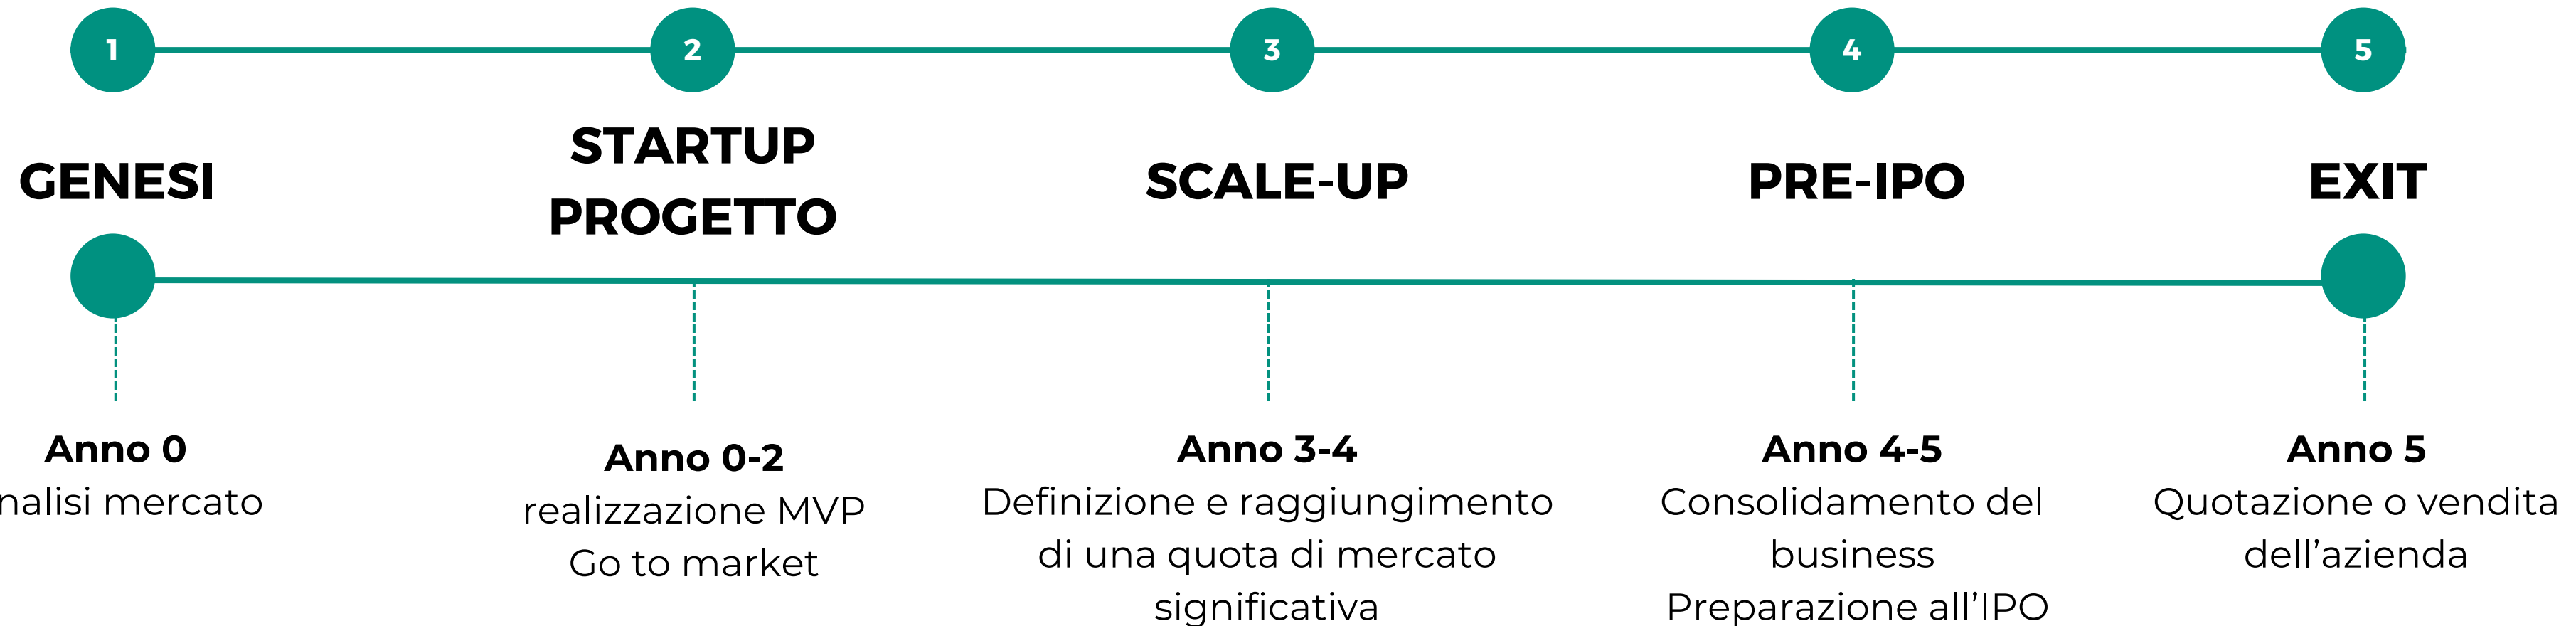 1
2
3
4
5
GENESI
STARTUP
PROGETTO
SCALE-UP
PRE-IPO
EXIT
Anno 0
nalisi mercato
Anno 0-2
realizzazione MVP
Go to market
Anno 3-4
Definizione e raggiungimento
di una quota di mercato
significativa
Anno 4-5
Consolidamento del
business
Preparazione all’IPO
Anno 5
Quotazione o vendita
dell’azienda